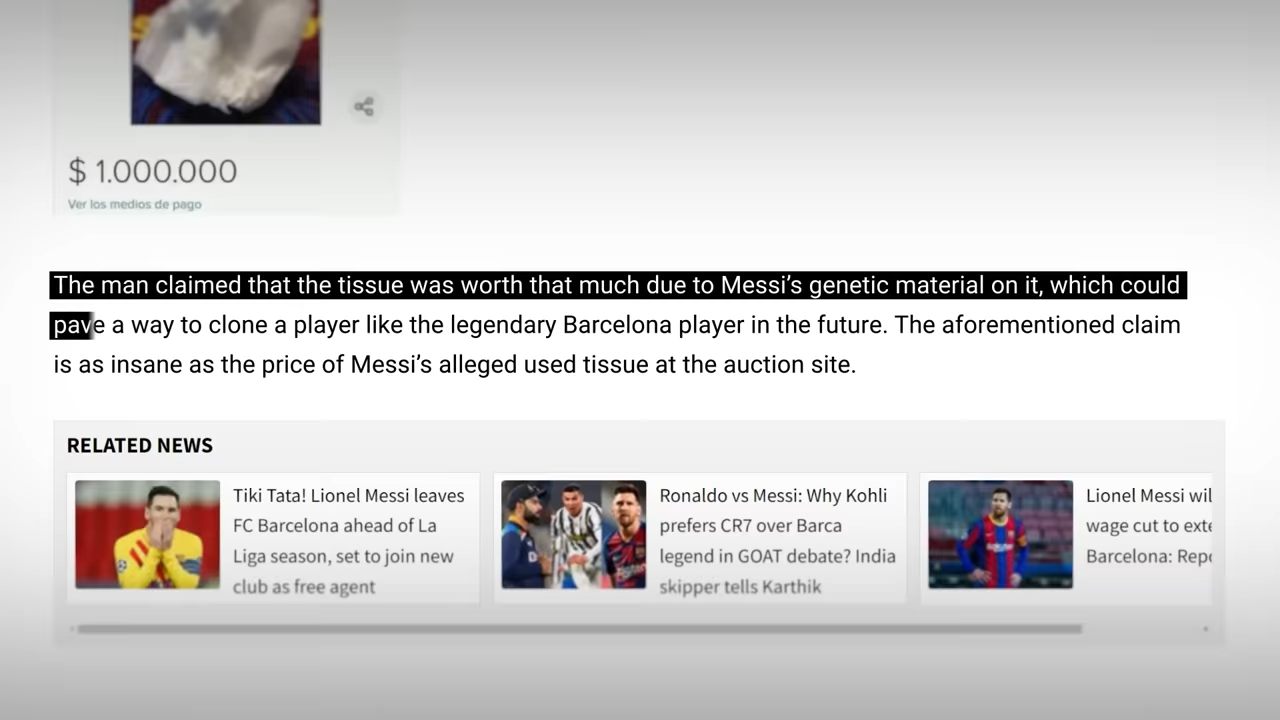 $ 1.000.000
Ver los medios de pago
The man claimed that the tissue was worth that much due to Messi’s genetic material on it, which could
pave a way to clone a player like the legendary Barcelona player in the future. The aforementioned claim
is as insane as the price of Messi’s alleged used tissue at the auction site.
RELATED NEWS
Tiki Tata! Lionel Messi leaves
FC Barcelona ahead of La
Liga season, set to join new
club as free agent
Ronaldo vs Messi: Why Kohli
prefers CR7 over Barca
legend in GOAT debate? India
skipper tells Karthik
Lionel Messi wil
wage cut to exte
Barcelona: Repo